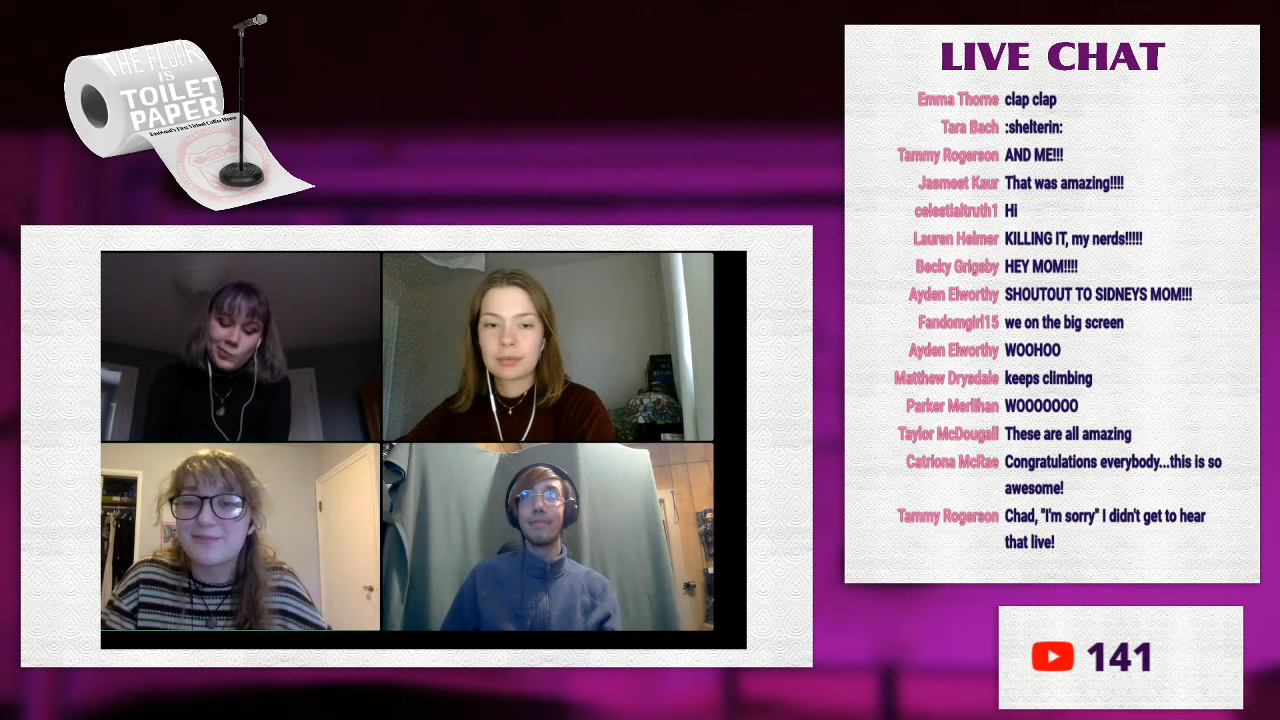 THE FLOOR
IS
TOILET
PAPER
LIVE CHAT
Emma Thorne clap clap
Tara Bach :shelterin:
Tammy Rogerson AND ME!!!
Jasmeet Kaur That was amazing!!!!
celestialtruth1 Hi
Lauren Helmer KILLING IT, my nerds!!!!!
Becky Grigsby HEY MOM!!!!
Ayden Elworthy SHOUTOUT TO SIDNEYS MOM!!!
Fandomgirl15 we on the big screen
Ayden Elworthy WOOHOO
Matthew Drysdale keeps climbing
Parker Merlihan WOOOOOOO
Taylor McDougall These are all amazing
Catriona McRae Congratulations everybody...this is so
awesome!
Tammy Rogerson Chad, "I'm sorry" I didn't get to hear
that live!
141